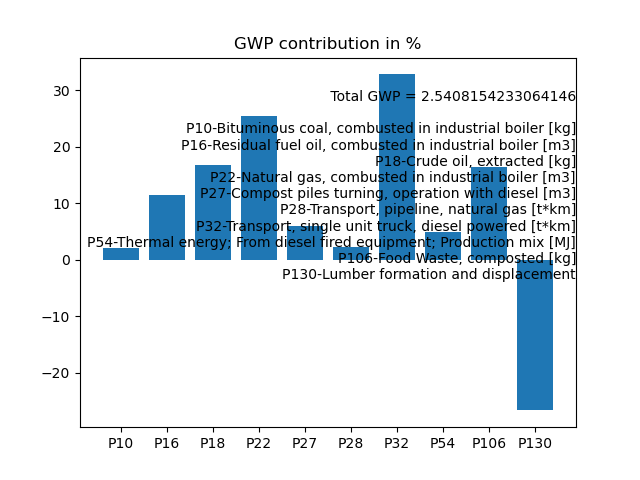 GWP contribution in %
30
20
10
0
−10
−20
Total GWP = 2.5408154233064146
P10-Bituminous coal, combusted in industrial boiler [kg]
P16-Residual fuel oil, combusted in industrial boiler [m3]
P18-Crude oil, extracted [kg]
P22-Natural gas, combusted in industrial boiler [m3]
P27-Compost piles turning, operation with diesel [m3]
P28-Transport, pipeline, natural gas [t*km]
P32-Transport, single unit truck, diesel powered [t*km]
P54-Thermal energy; From diesel fired equipment; Production mix [MJ]
P106-Food Waste, composted [kg]
P130-Lumber formation and displacement
P10 P16 P18 P22 P27 P28 P32 P54 P106 P130